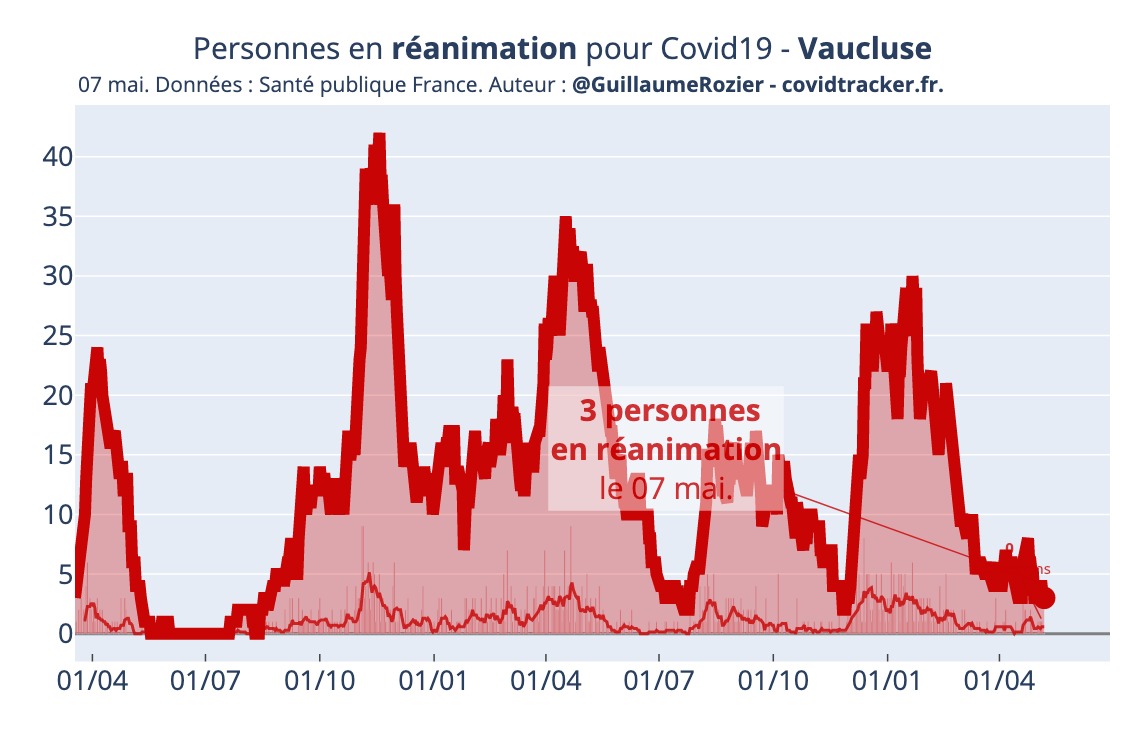 Personnes en réanimation pour Covid19 - Vaucluse
07 mai. Données : Santé publique France. Auteur : @GuillaumeRozier - covidtracker.fr.
40
35
30
25
20
15
10
5
0
3 personnes
en réanimation
le 07 mai.
01/04 01/07 01/10 01/01 01/04 01/07 01/10 01/01 01/04